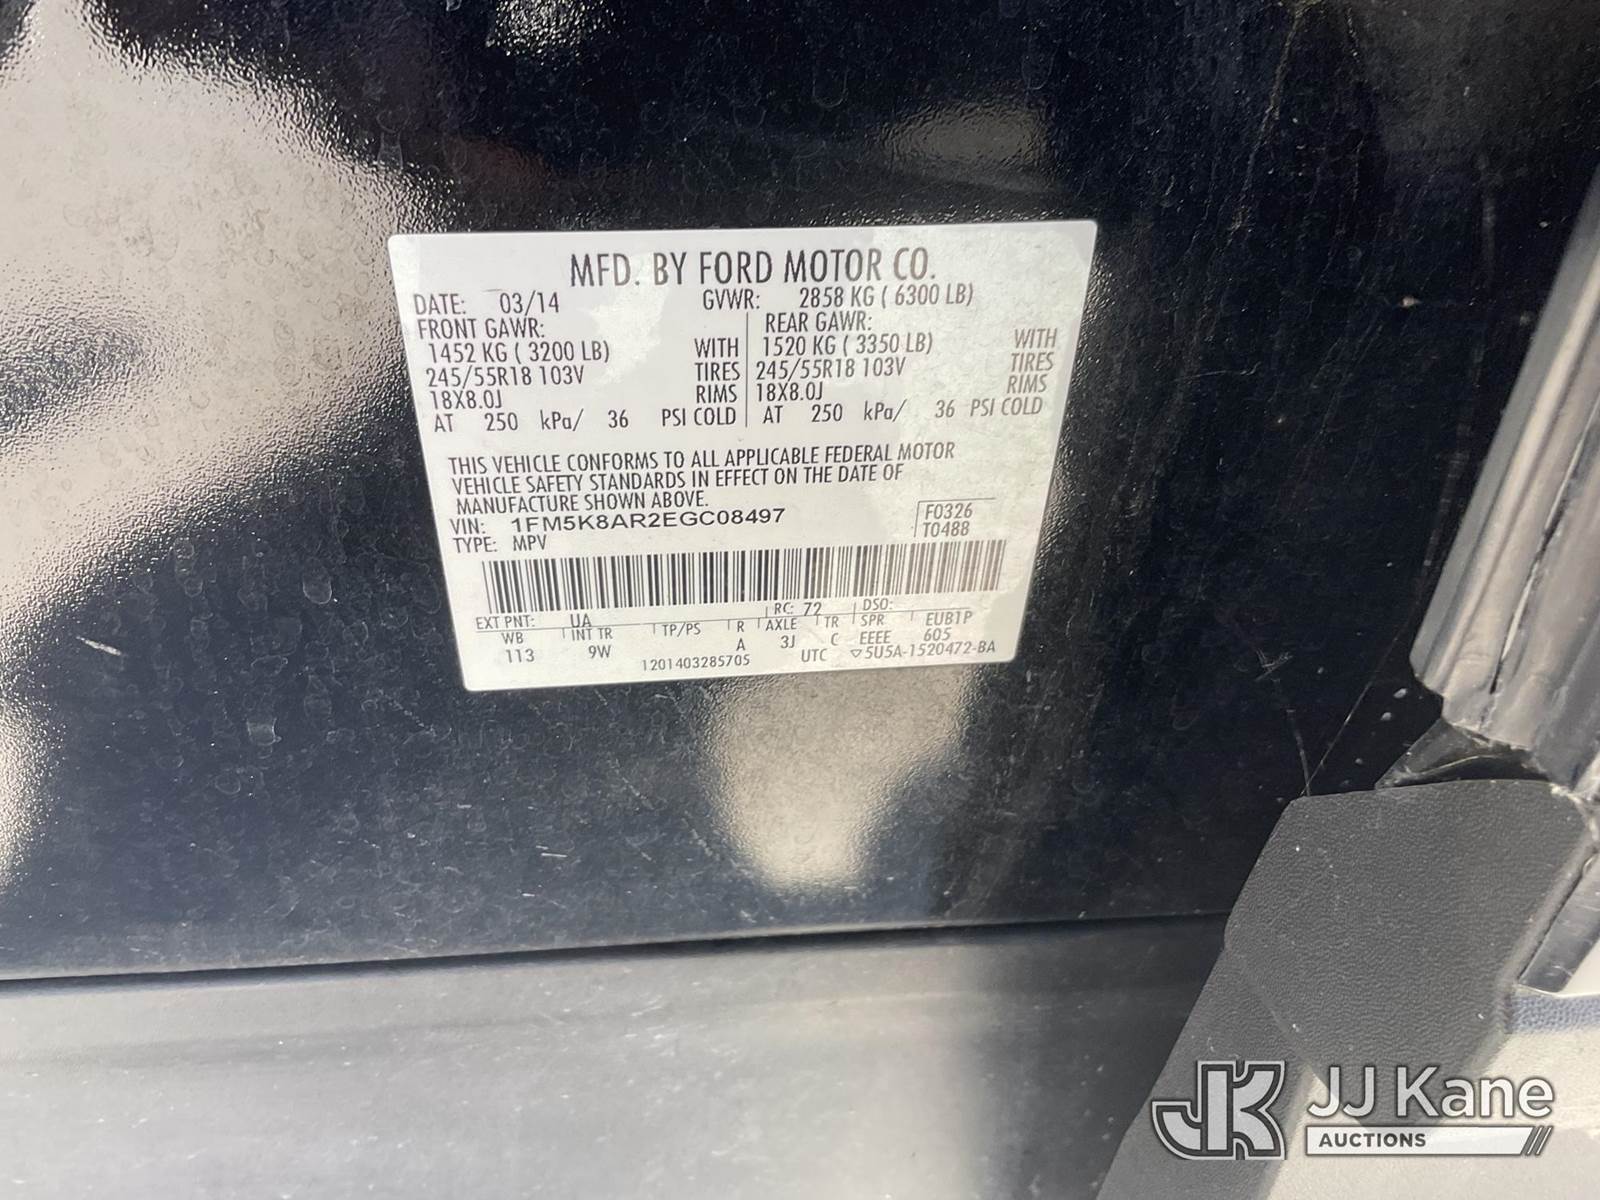 MFD. BY FORD MOTOR CO.
DATE: 03/14 GVWR: 2858 KG ( 6300 LB)
FRONT GAWR: REAR GAWR:
1452 KG ( 3200 LB) WITH 1520 KG ( 3350 LB) WITH
245/55R18 103V TIRES 245/55R18 103V TIRES
18X8.0J RIMS 18X8.0J RIMS
AT 250 kPa/ 36 PSI COLD AT 250 kPa/ 36 PSI COLD
THIS VEHICLE CONFORMS TO ALL APPLICABLE FEDERAL MOTOR
VEHICLE SAFETY STANDARDS IN EFFECT ON THE DATE OF
MANUFACTURE SHOWN ABOVE.
VIN: 1FM5K8AR2EGC08497 F0326
TYPE: MPV T0488
EXT PNT: UA RC: 72 DSO:
WB INT TR TP/PS R AXLE TR SPR EUB1P
113 9W A 3J C EEEE 605
1201403285705 UTC ▽5U5A-1520472-BA
JK JJ Kane
AUCTIONS